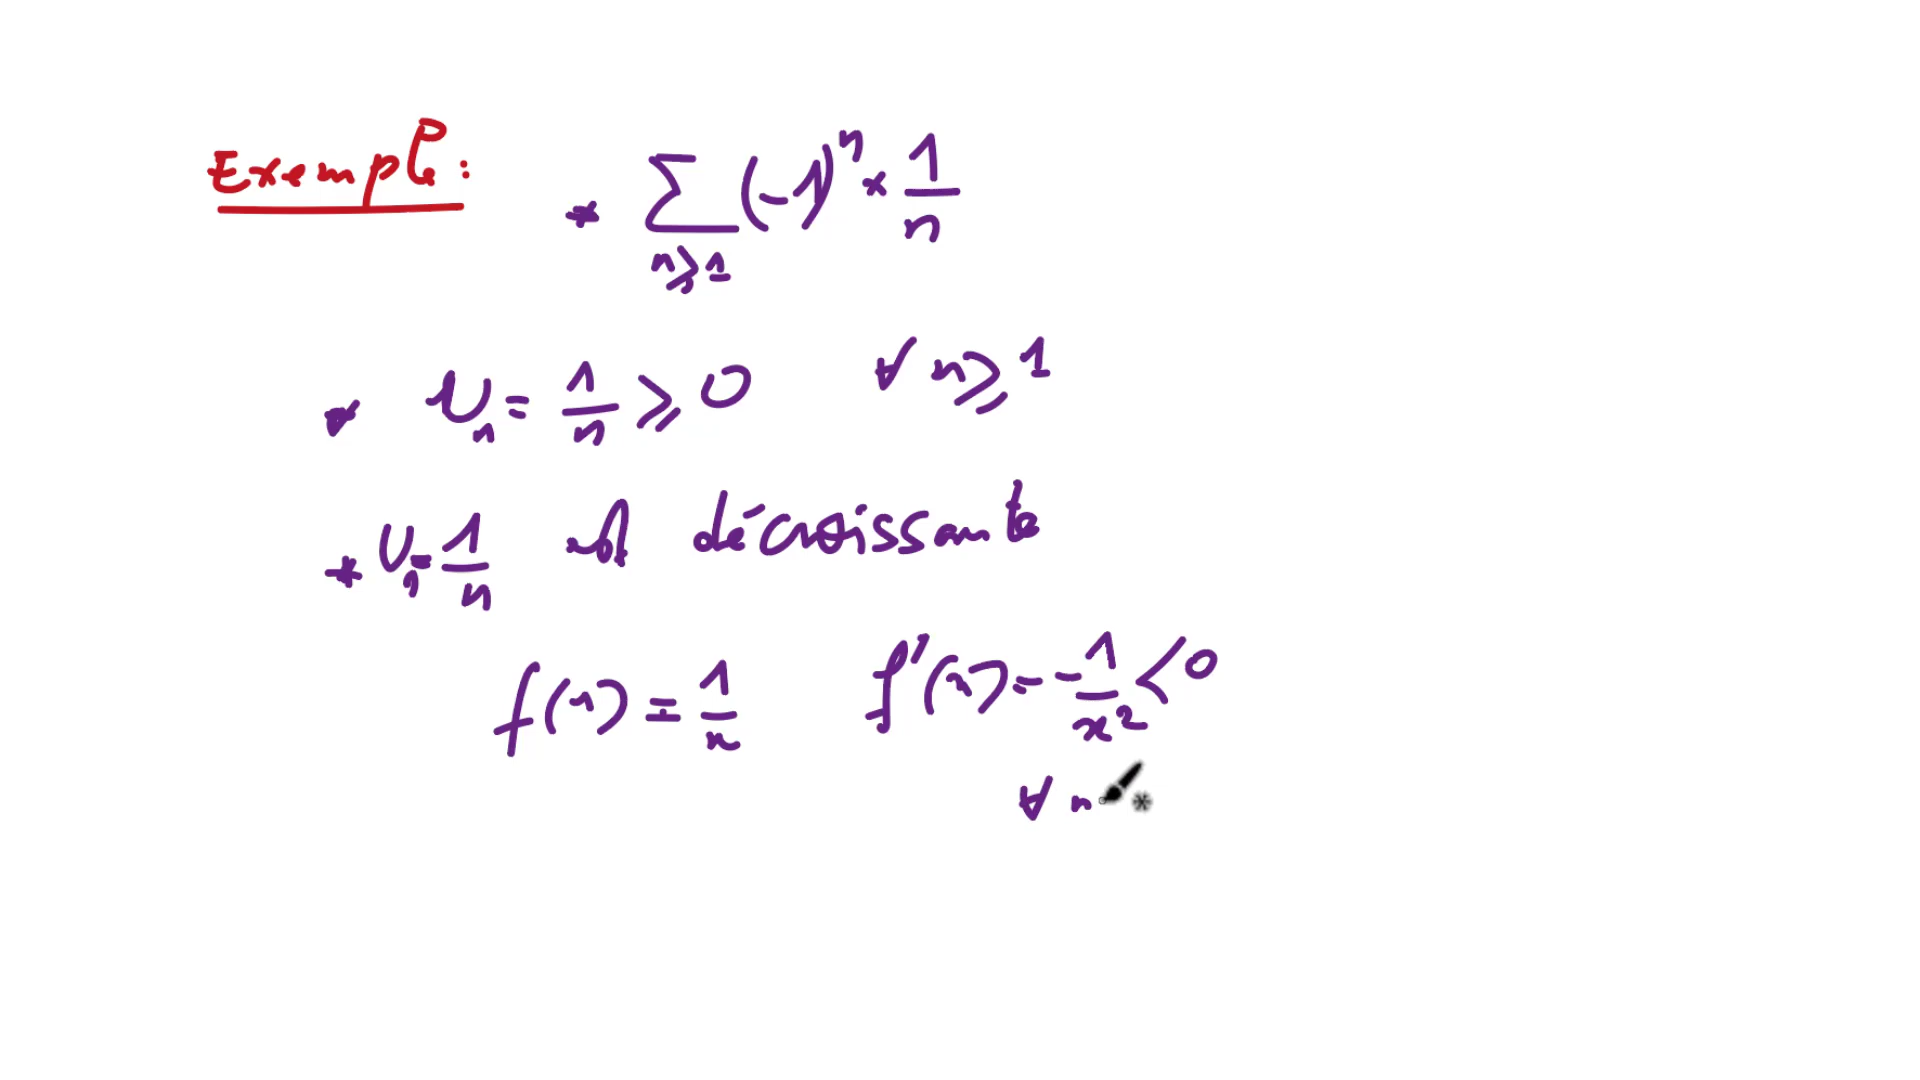 Exemple : * ∑_{n≥1} (-1)^n × 1/n
* U_n = 1/n ≥ 0 ∀ n ≥ 1
* U_n = 1/n est décroissante
f(x) = 1/x f'(x) = -1/x² < 0
∀ n